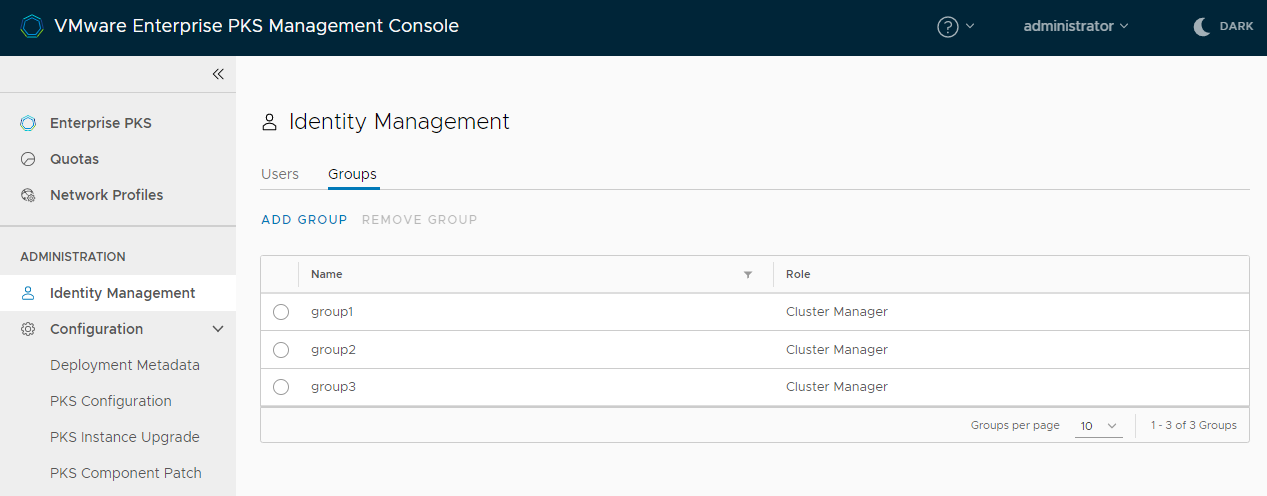 VMware Enterprise PKS Management Console
administrator
DARK
Enterprise PKS
Quotas
Network Profiles
ADMINISTRATION
Identity Management
Configuration
Deployment Metadata
PKS Configuration
PKS Instance Upgrade
PKS Component Patch
Identity Management
Users Groups
ADD GROUP REMOVE GROUP
Name Role
group1 Cluster Manager
group2 Cluster Manager
group3 Cluster Manager
Groups per page 10 1 - 3 of 3 Groups